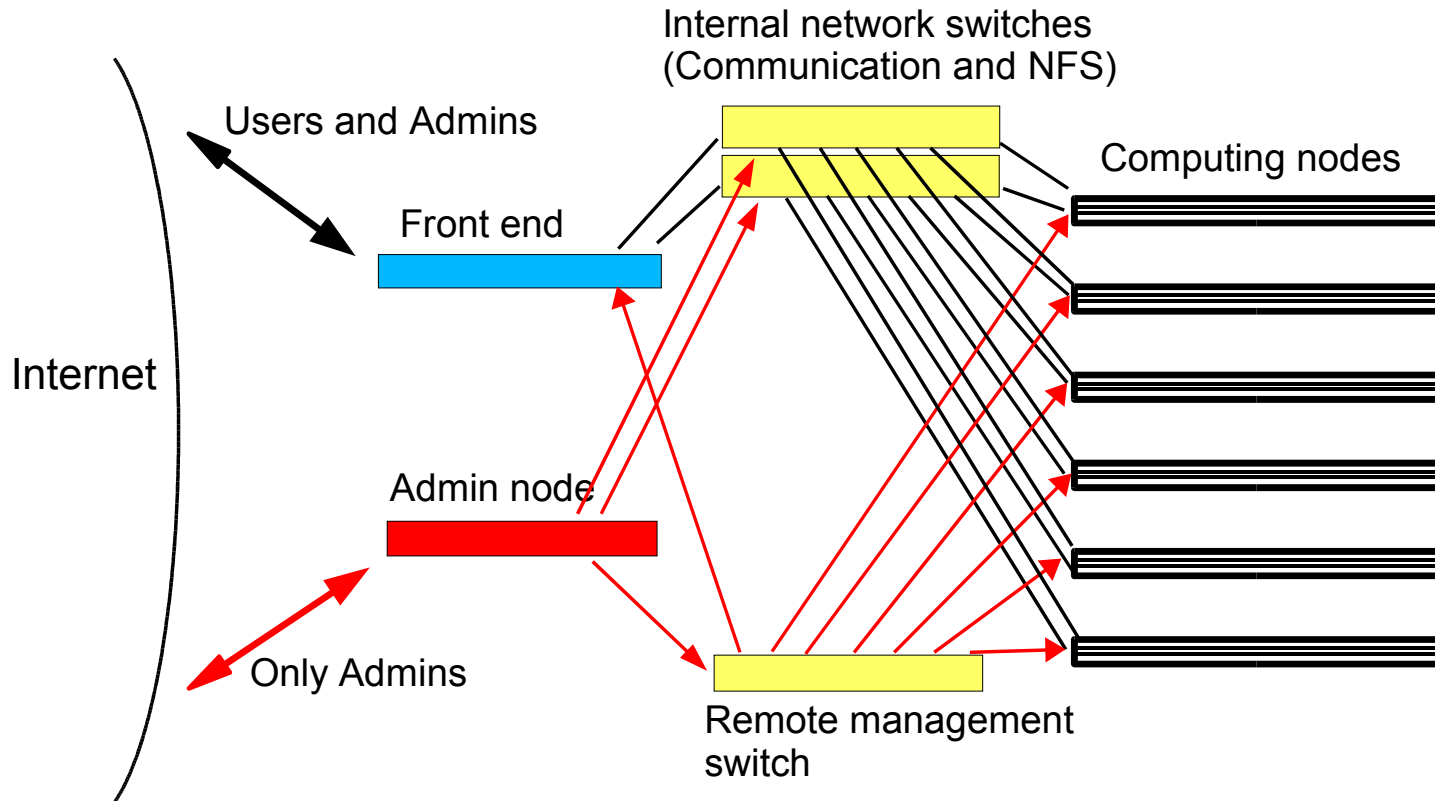 Internal network switches
(Communication and NFS)
Users and Admins
Computing nodes
Front end
Internet
Admin node
Only Admins
Remote management
switch